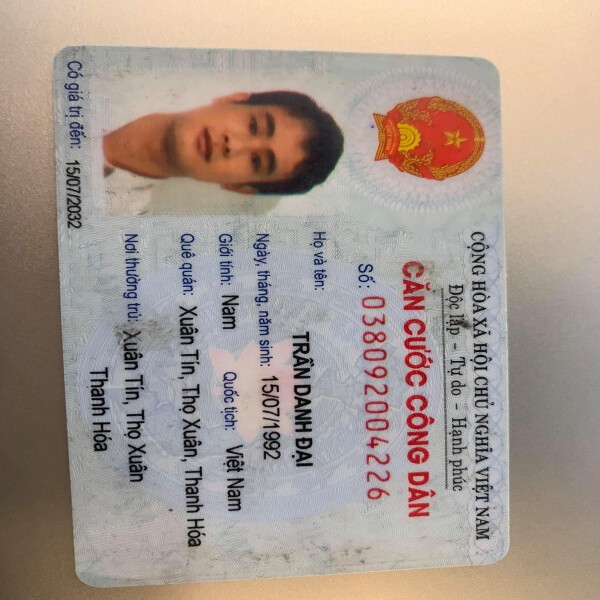 CỘNG HÒA XÃ HỘI CHỦ NGHĨA VIỆT NAM
Độc lập - Tự do - Hạnh phúc
CĂN CƯỚC CÔNG DÂN
Số: 038092004226
Họ và tên:
TRẦN DANH ĐẠI
Ngày, tháng, năm sinh: 15/07/1992
Giới tính: Nam Quốc tịch: Việt Nam
Quê quán: Xuân Tín, Thọ Xuân, Thanh Hóa
Nơi thường trú: Xuân Tín, Thọ Xuân
Thanh Hóa
Có giá trị đến: 15/07/2032